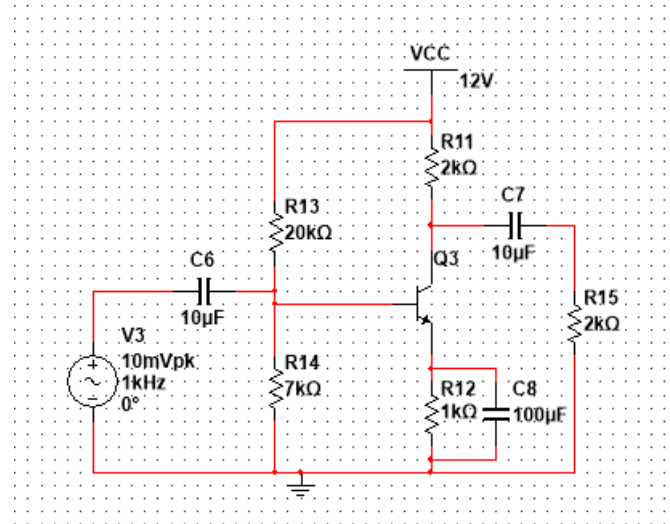 VCC
12V
R11
2kΩ
C7
10µF
R13
20kΩ
Q3
C6
10µF
R15
2kΩ
V3
10mVpk
1kHz
0°
R14
7kΩ
R12
1kΩ
C8
100µF